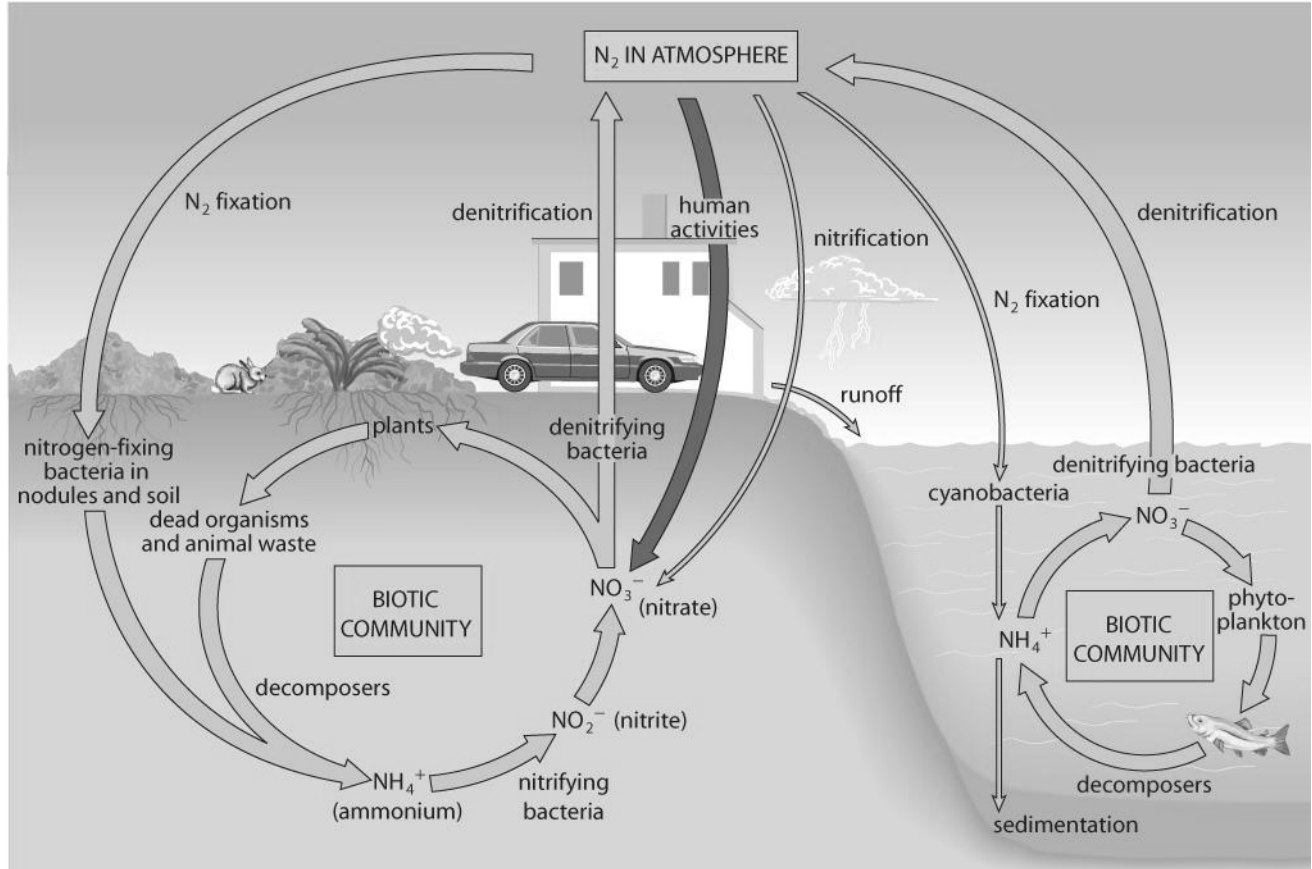 N₂ IN ATMOSPHERE
N₂ fixation
denitrification
human
activities
nitrification
denitrification
N₂ fixation
runoff
plants
denitrifying
bacteria
nitrogen-fixing
bacteria in
nodules and soil
dead organisms
and animal waste
denitrifying bacteria
cyanobacteria
NO₃⁻
NO₃⁻
(nitrate)
BIOTIC
COMMUNITY
phyto-
plankton
NH₄⁺
BIOTIC
COMMUNITY
decomposers
NO₂⁻ (nitrite)
NH₄⁺
(ammonium)
nitrifying
bacteria
decomposers
sedimentation